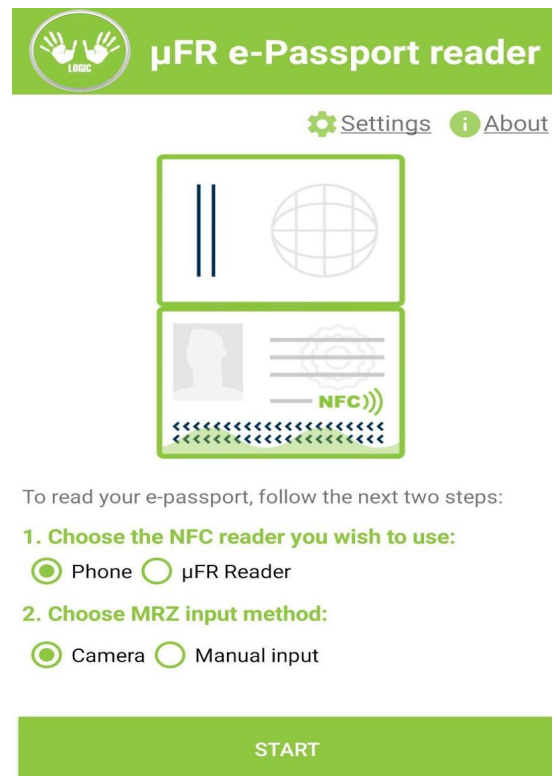 LOGIC
µFR e-Passport reader
Settings
About
NFC
<<<<<<<<<<<<<<<<<<<<<<
<<<<<<<<<<<<<<<<<<<<<<
To read your e-passport, follow the next two steps:
1. Choose the NFC reader you wish to use:
Phone µFR Reader
2. Choose MRZ input method:
Camera Manual input
START